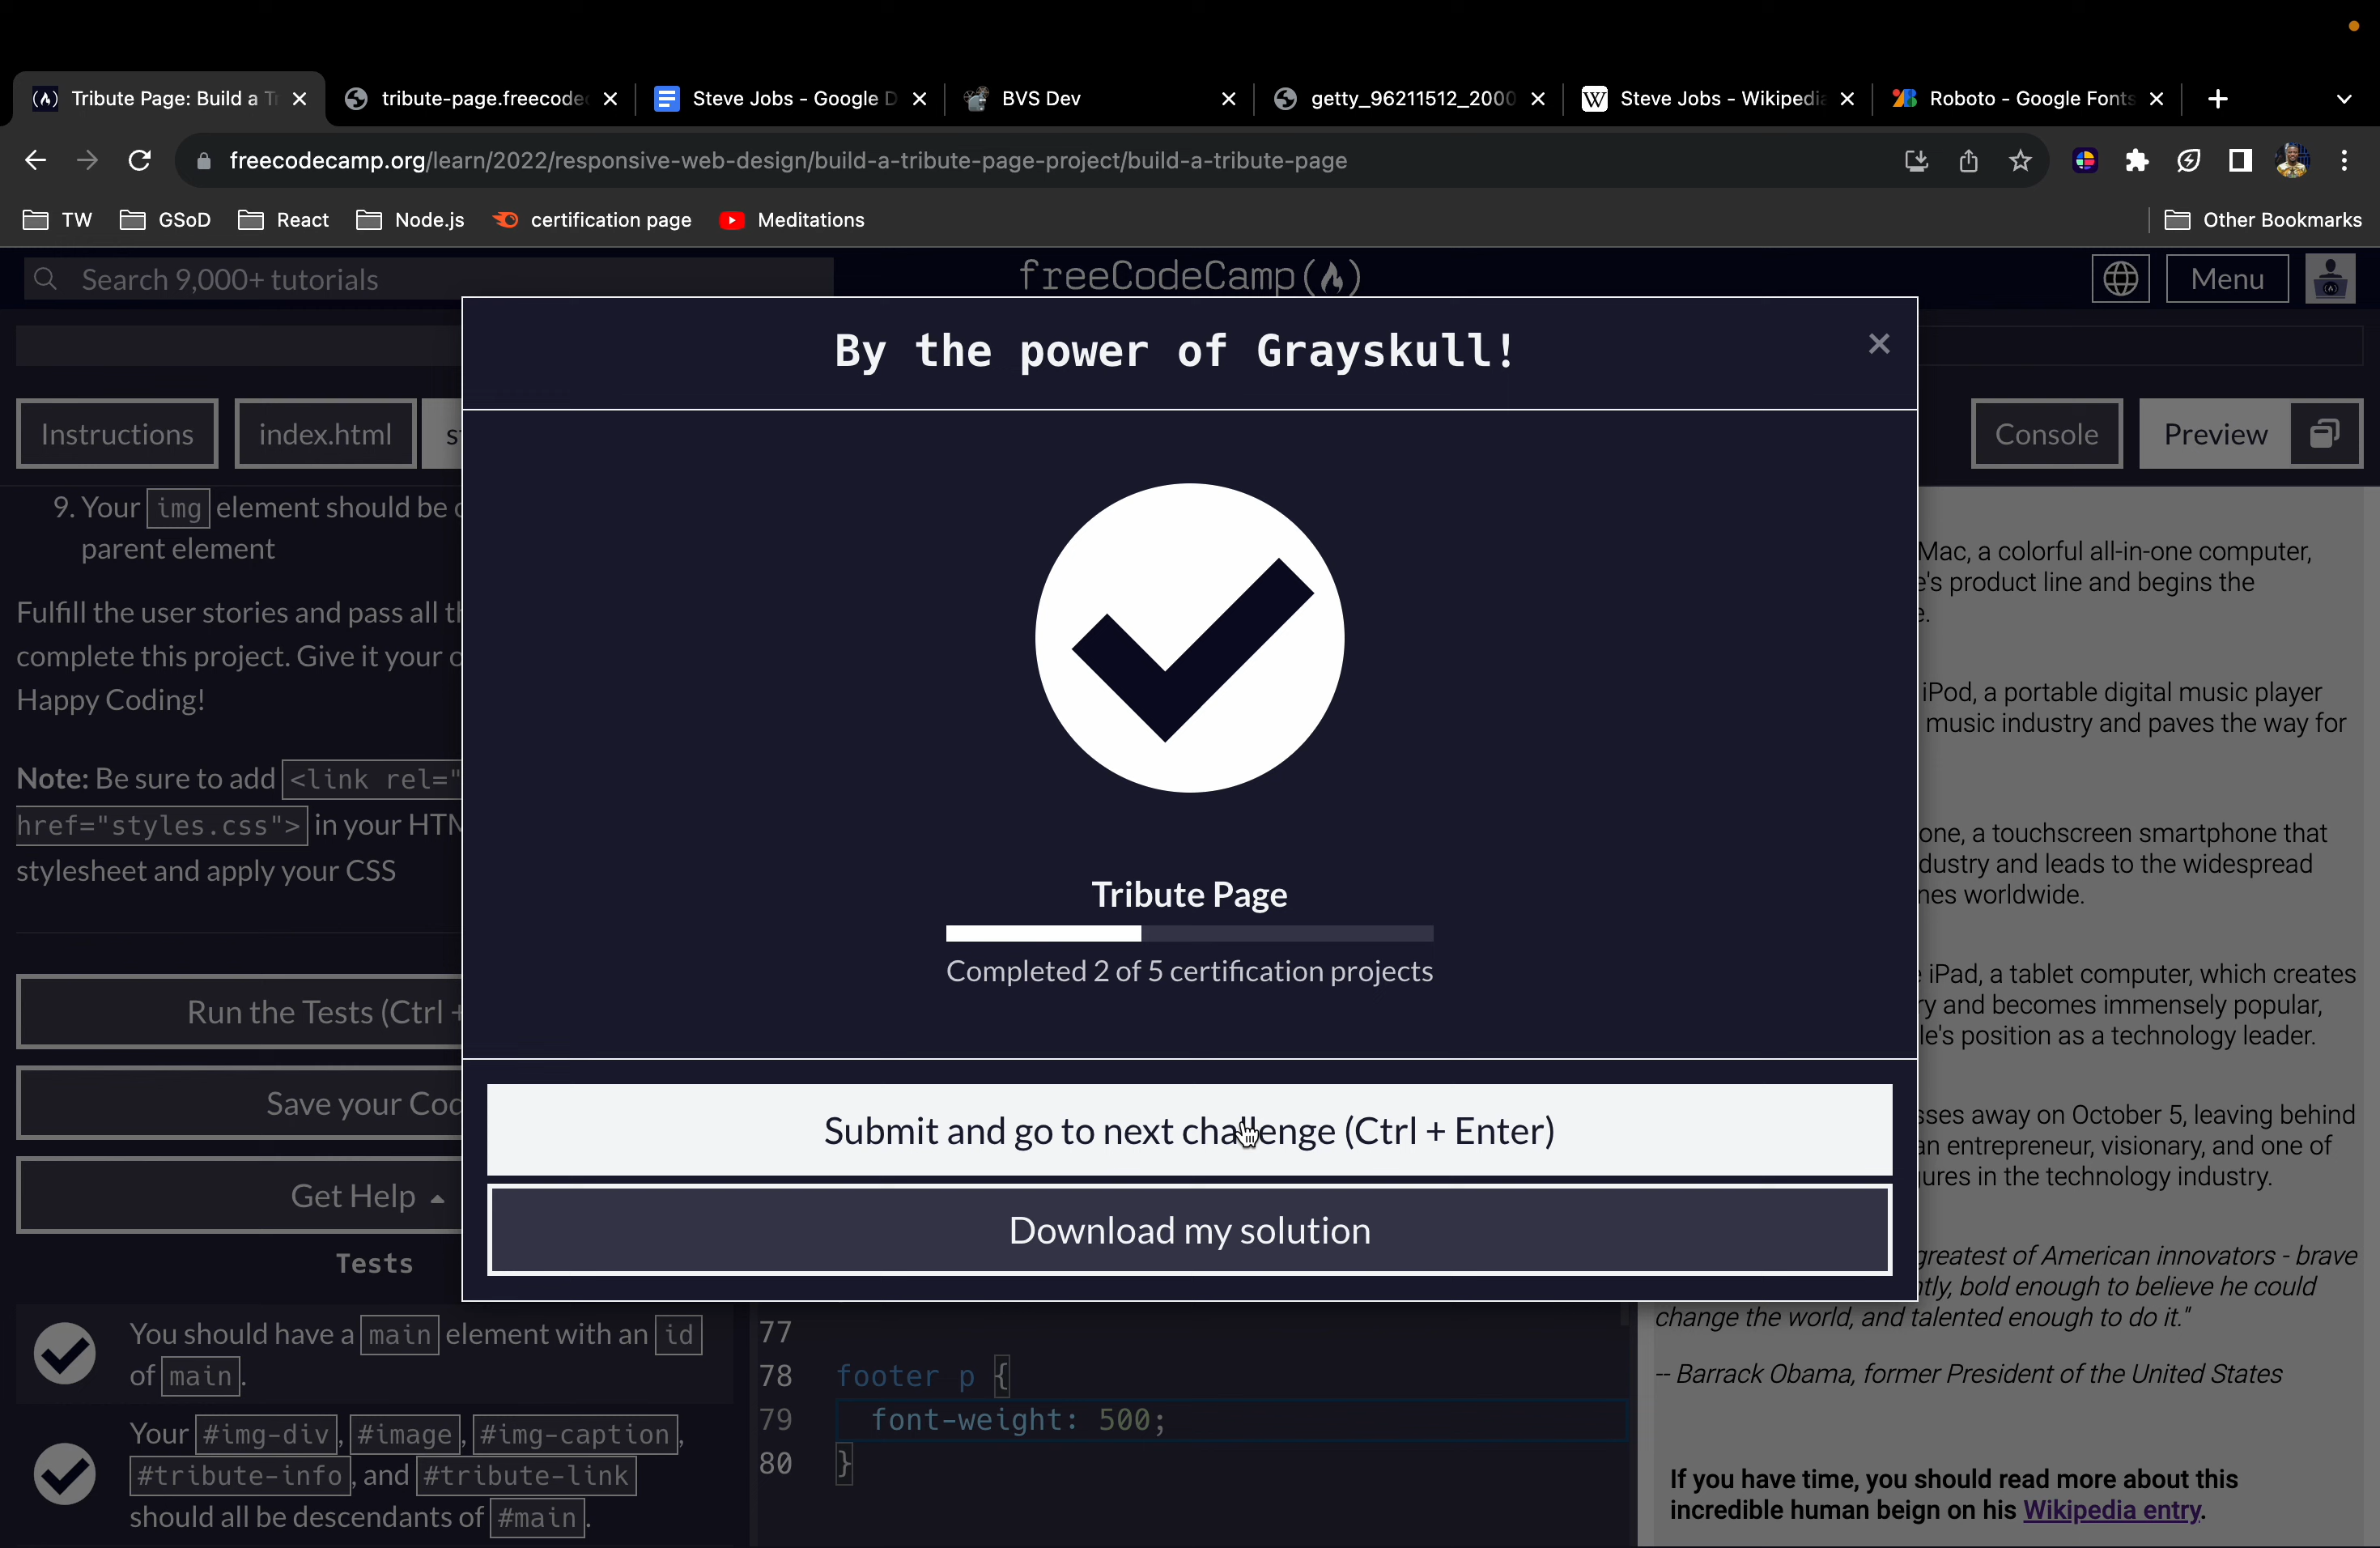 Tribute Page: Build a Tr
tribute-page.freecodec
Steve Jobs - Google D
BVS Dev
getty_96211512_2000
Steve Jobs - Wikipedia
Roboto - Google Fonts
freecodecamp.org/learn/2022/responsive-web-design/build-a-tribute-page-project/build-a-tribute-page
TW
GSoD
React
Node.js
certification page
Meditations
Other Bookmarks
Search 9,000+ tutorials
freeCodeCamp
Menu
By the power of Grayskull!
Instructions
index.html
Console
Preview
9. Your img element should be
parent element
Fulfill the user stories and pass all
complete this project. Give it your
Happy Coding!
Note: Be sure to add <link rel="
href="styles.css"> in your HTM
stylesheet and apply your CSS
Run the Tests (Ctrl +
Save your Cod
Get Help
Tests
You should have a main element with an id
of main.
Your #img-div, #image, #img-caption,
#tribute-info, and #tribute-link
should all be descendants of #main.
Tribute Page
Completed 2 of 5 certification projects
Submit and go to next challenge (Ctrl + Enter)
Download my solution
77
78 footer p {
79 font-weight: 500;
80 }
Mac, a colorful all-in-one computer,
's product line and begins the
iPod, a portable digital music player
music industry and paves the way for
one, a touchscreen smartphone that
dustry and leads to the widespread
nes worldwide.
iPad, a tablet computer, which creates
ry and becomes immensely popular,
le's position as a technology leader.
sses away on October 5, leaving behind
an entrepreneur, visionary, and one of
ures in the technology industry.
greatest of American innovators - brave
ntly, bold enough to believe he could
change the world, and talented enough to do it."
-- Barrack Obama, former President of the United States
If you have time, you should read more about this
incredible human beign on his Wikipedia entry.